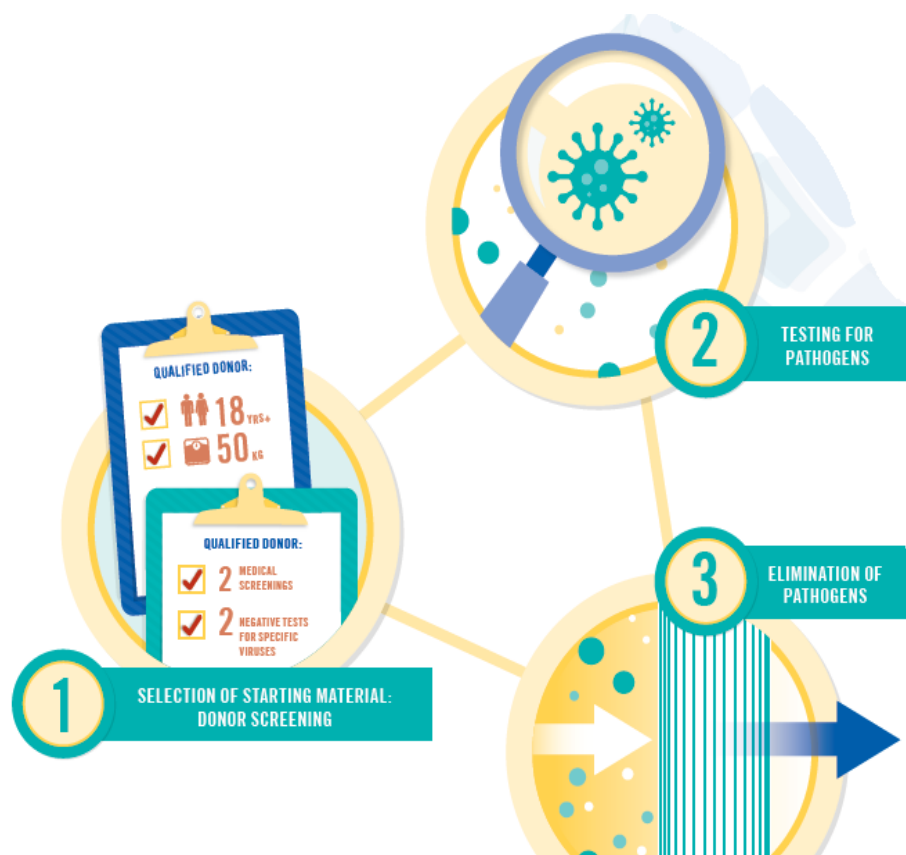 QUALIFIED DONOR:
18 YRS+
50 KG
QUALIFIED DONOR:
2 MEDICAL
SCREENINGS
2 NEGATIVE TESTS
FOR SPECIFIC
VIRUSES
1
SELECTION OF STARTING MATERIAL:
DONOR SCREENING
2
TESTING FOR
PATHOGENS
3
ELIMINATION OF
PATHOGENS